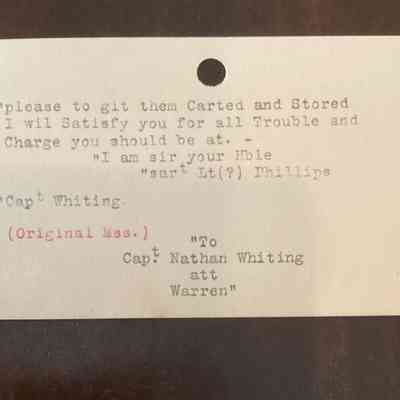 "please to git them Carted and Stored
I wil Satisfy you for all Trouble and
Charge you should be at. -
"I am sir your Hble
"sart Lt(?) Phillips
"Capt Whiting
(Original Mss.)
"To
Capt. Nathan Whiting
att
Warren"